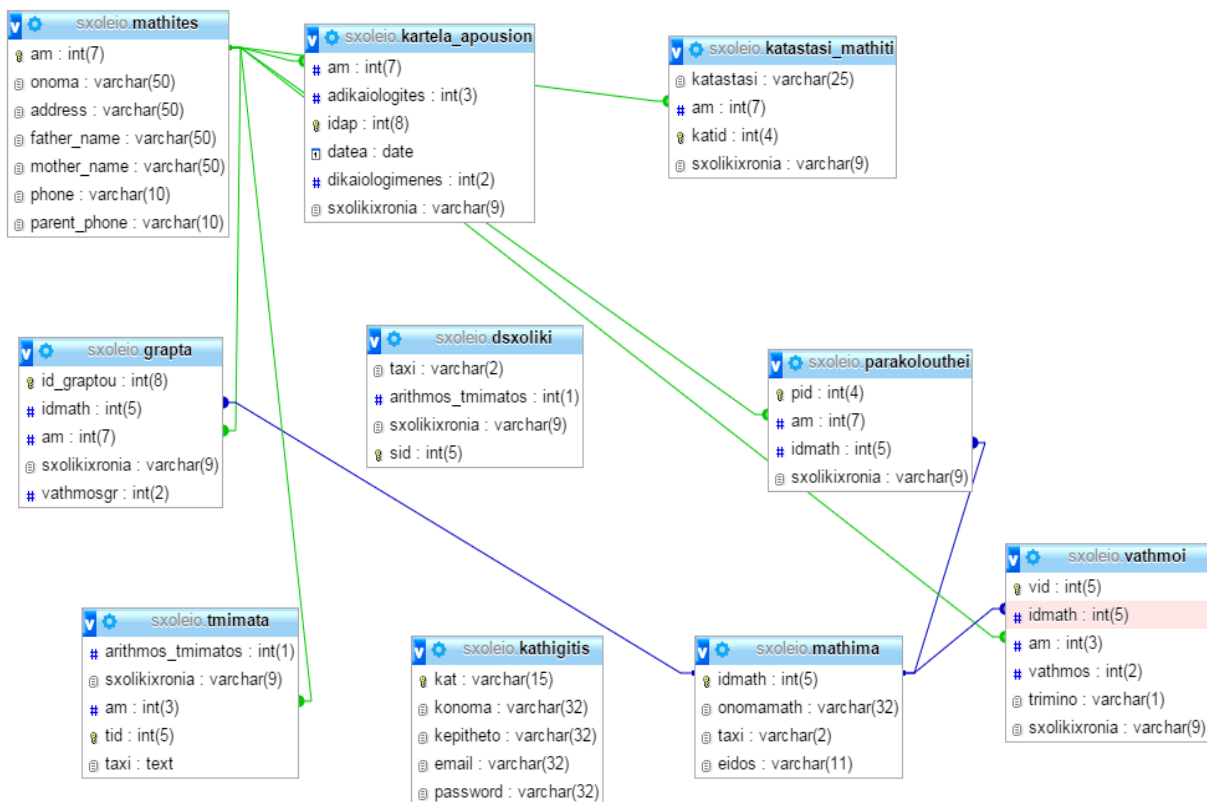 sxoleio.mathites
am : int(7)
onoma : varchar(50)
address : varchar(50)
father_name : varchar(50)
mother_name : varchar(50)
phone : varchar(10)
parent_phone : varchar(10)
sxoleio.kartela_apousion
am : int(7)
adikaiologites : int(3)
idap : int(8)
datea : date
dikaiologimenes : int(2)
sxolikixronia : varchar(9)
sxoleio.katastasi_mathiti
katastasi : varchar(25)
am : int(7)
katid : int(4)
sxolikixronia : varchar(9)
sxoleio.grapta
id_graptou : int(8)
idmath : int(5)
am : int(7)
sxolikixronia : varchar(9)
vathmosgr : int(2)
sxoleio.dsxoliki
taxi : varchar(2)
arithmos_tmimatos : int(1)
sxolikixronia : varchar(9)
sid : int(5)
sxoleio.parakolouthei
pid : int(4)
am : int(7)
idmath : int(5)
sxolikixronia : varchar(9)
sxoleio.vathmoi
vid : int(5)
idmath : int(5)
am : int(3)
vathmos : int(2)
trimino : varchar(1)
sxolikixronia : varchar(9)
sxoleio.tmimata
arithmos_tmimatos : int(1)
sxolikixronia : varchar(9)
am : int(3)
tid : int(5)
taxi : text
sxoleio.kathigitis
kat : varchar(15)
konoma : varchar(32)
kepitheto : varchar(32)
email : varchar(32)
password : varchar(32)
sxoleio.mathima
idmath : int(5)
onomamath : varchar(32)
taxi : varchar(2)
eidos : varchar(11)